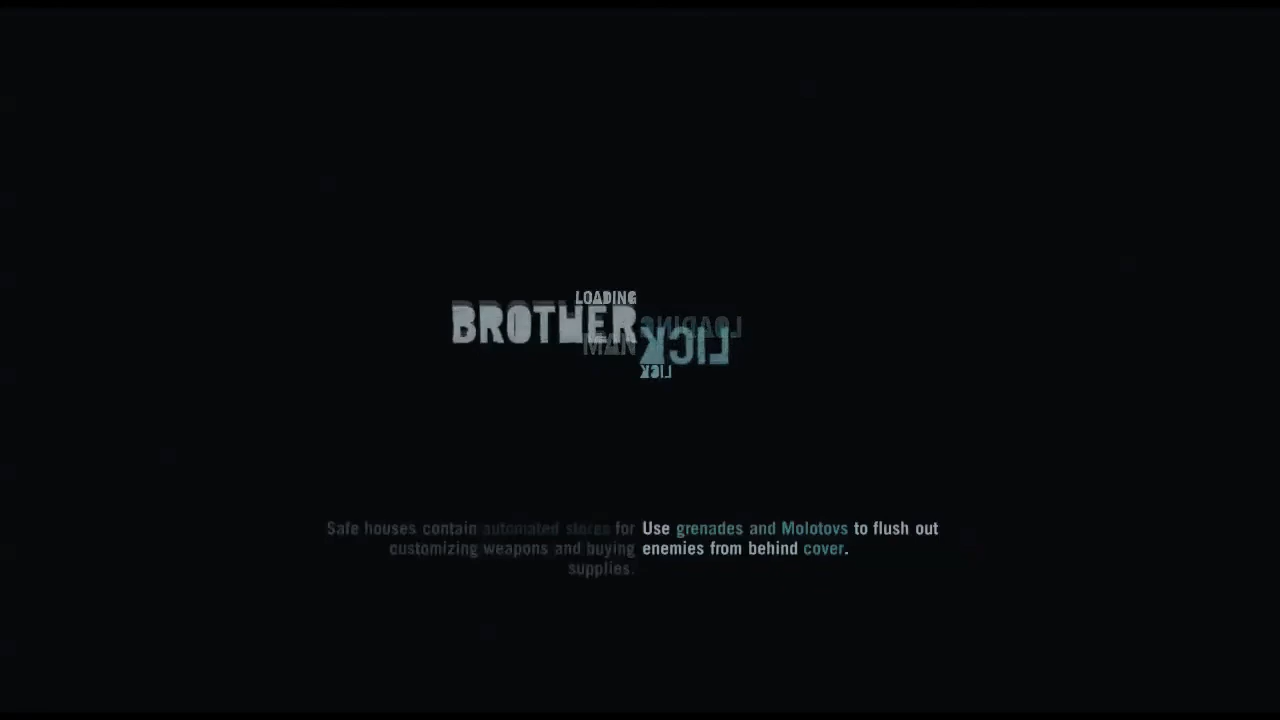 LOADING
BROTHER
LOADING
MAN
LICK
LICK
Safe houses contain automated stores for
customizing weapons and buying
supplies.
Use grenades and Molotovs to flush out
enemies from behind cover.